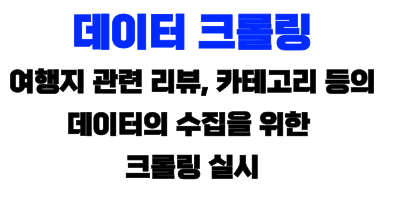 데이터 크롤링
여행지 관련 리뷰, 카테고리 등의
데이터의 수집을 위한
크롤링 실시